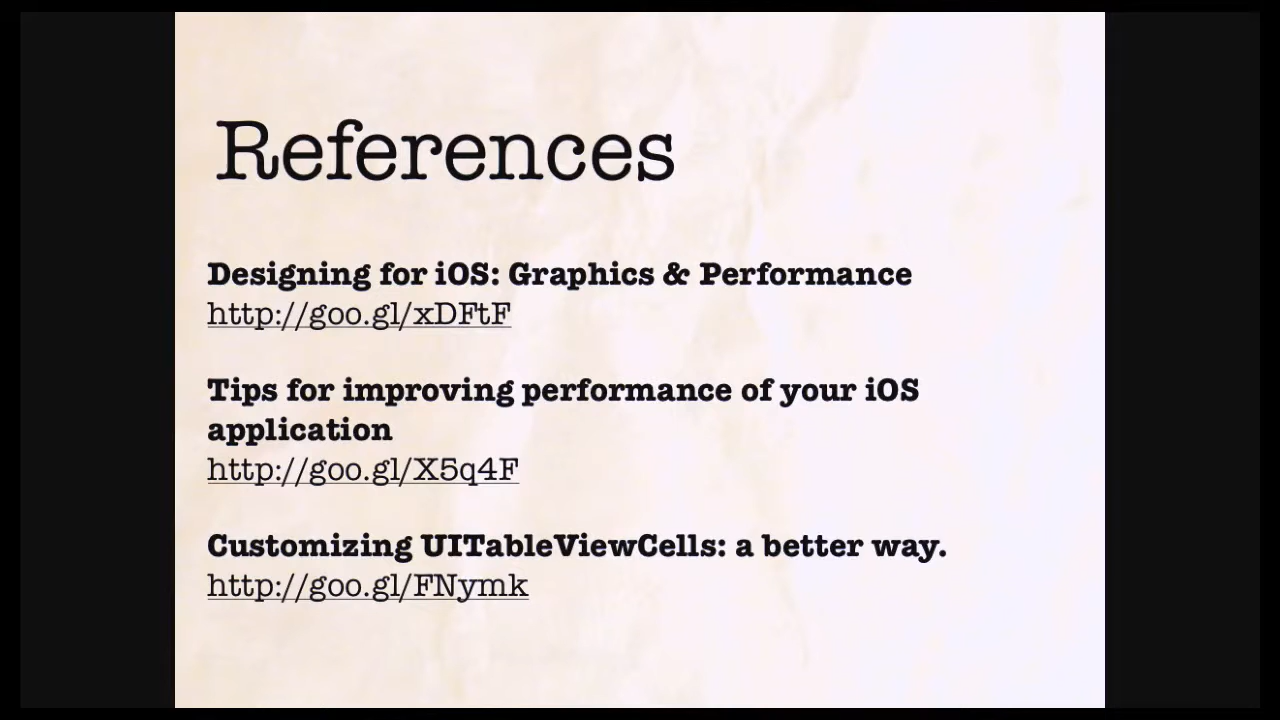 References
Designing for iOS: Graphics & Performance
http://goo.gl/xDFtF
Tips for improving performance of your iOS
application
http://goo.gl/X5q4F
Customizing UITableViewCells: a better way.
http://goo.gl/FNymk